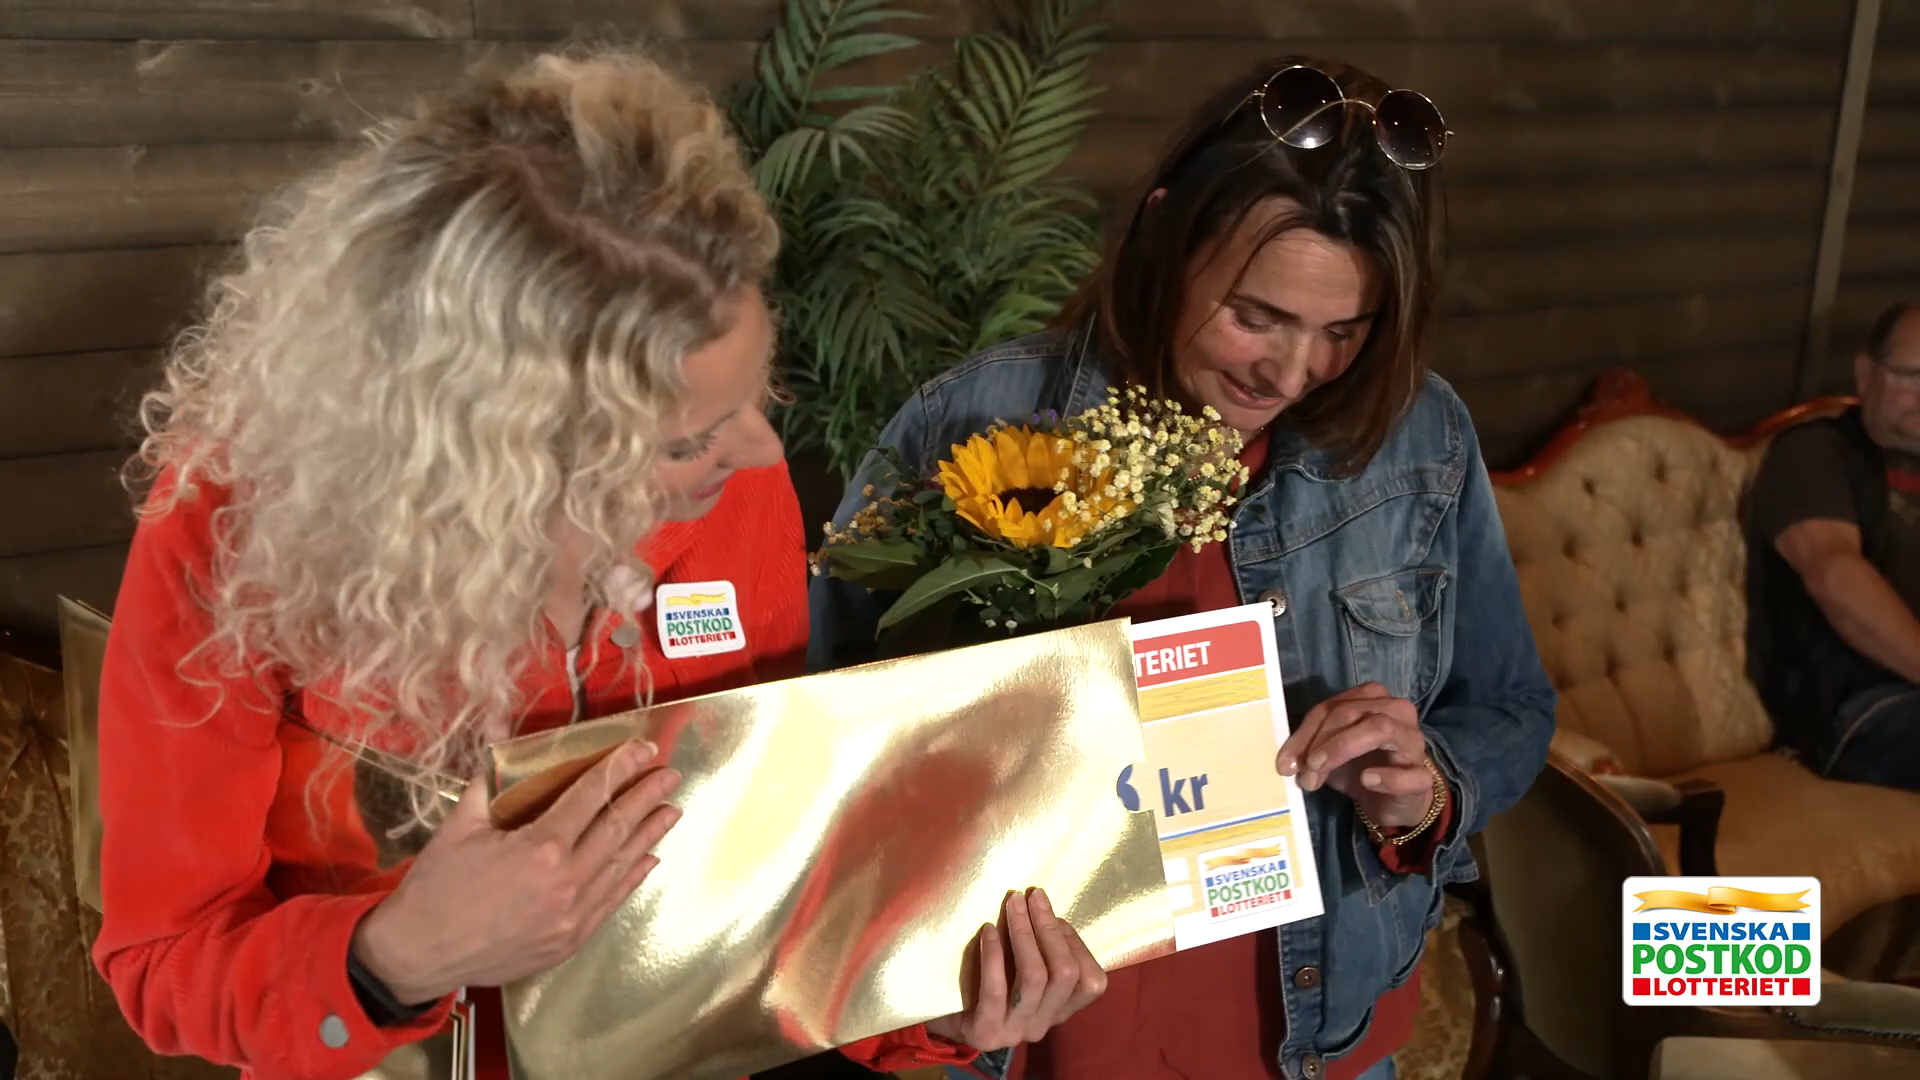 SVENSKA
POSTKOD
LOTTERIET
TERIET
kr
SVENSKA
POSTKOD
LOTTERIET
SVENSKA
POSTKOD
LOTTERIET